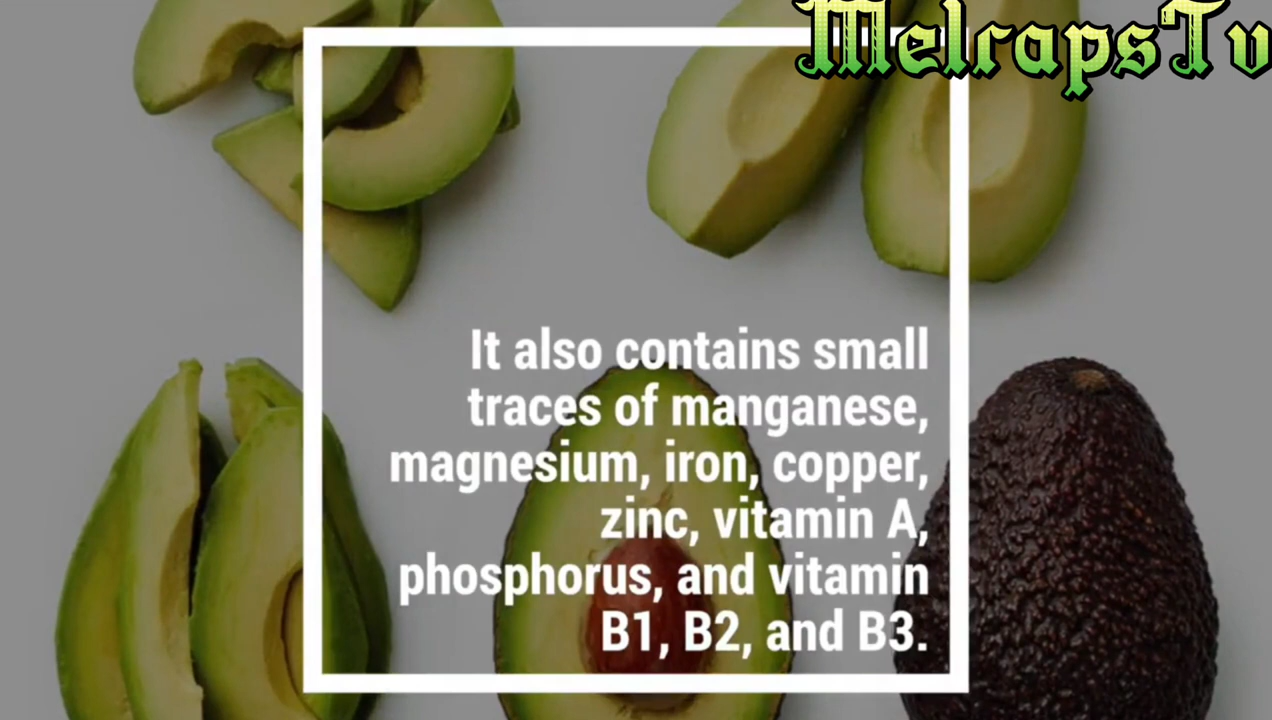 MelcapsTv
It also contains small
traces of manganese,
magnesium, iron, copper,
zinc, vitamin A,
phosphorus, and vitamin
B1, B2, and B3.